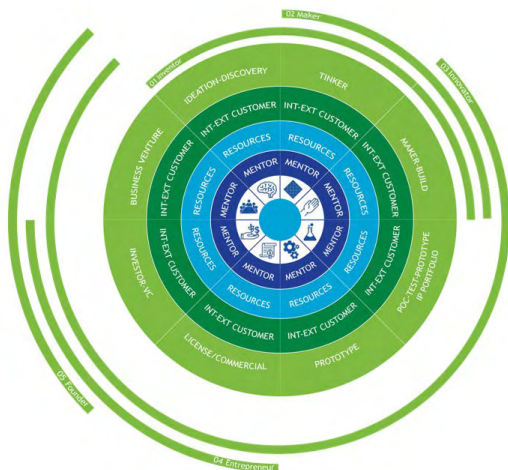 02 Maker
01 Inventor
03 Innovator
IDEATION-DISCOVERY
TINKER
MAKER-BUILD
POC-TEST-PROTOTYPE
IP PORTFOLIO
PROTOTYPE
LICENSE/COMMERCIAL
INVESTOR-VC
BUSINESS VENTURE
INT-EXT CUSTOMER
INT-EXT CUSTOMER
INT-EXT CUSTOMER
INT-EXT CUSTOMER
INT-EXT CUSTOMER
INT-EXT CUSTOMER
INT-EXT CUSTOMER
INT-EXT CUSTOMER
RESOURCES
RESOURCES
RESOURCES
RESOURCES
RESOURCES
RESOURCES
RESOURCES
RESOURCES
MENTOR
MENTOR
MENTOR
MENTOR
MENTOR
MENTOR
MENTOR
MENTOR
05 Founder
04 Entrepreneur